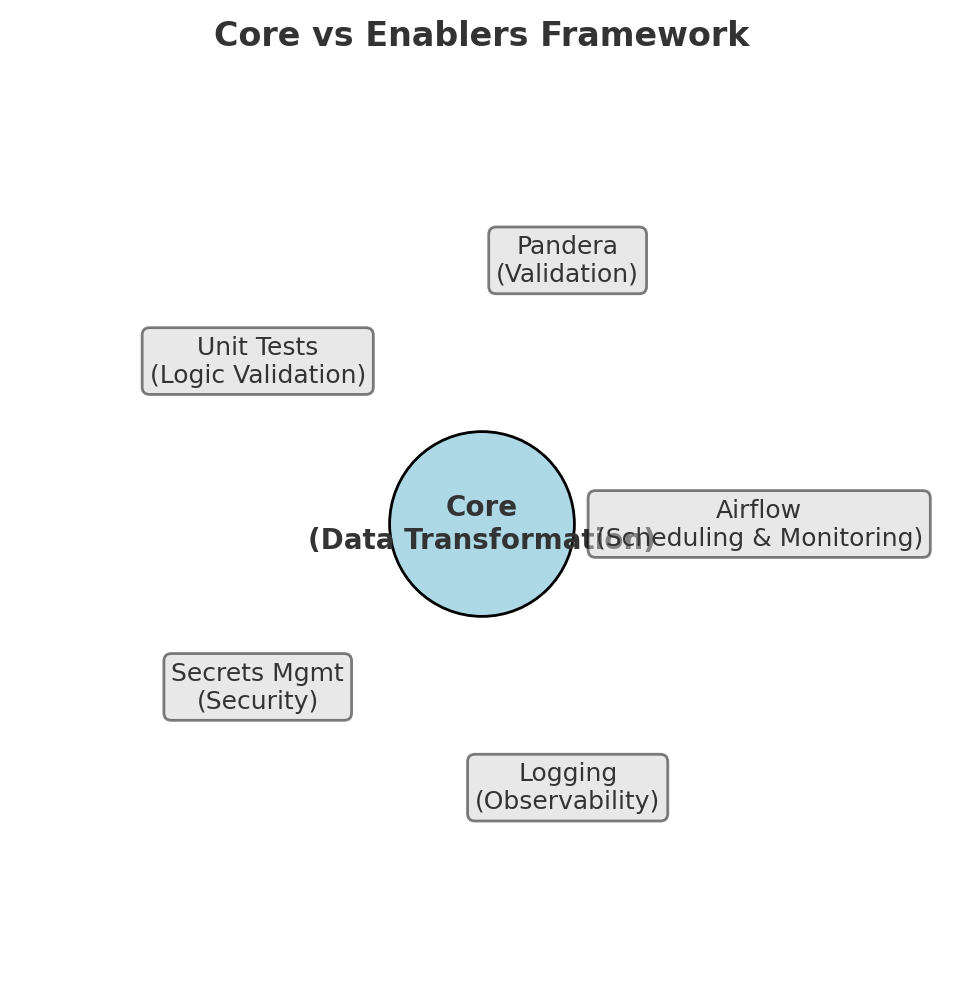 Core vs Enablers Framework
Pandera
(Validation)
Unit Tests
(Logic Validation)
Core
(Data Transformation)
Airflow
(Scheduling & Monitoring)
Secrets Mgmt
(Security)
Logging
(Observability)